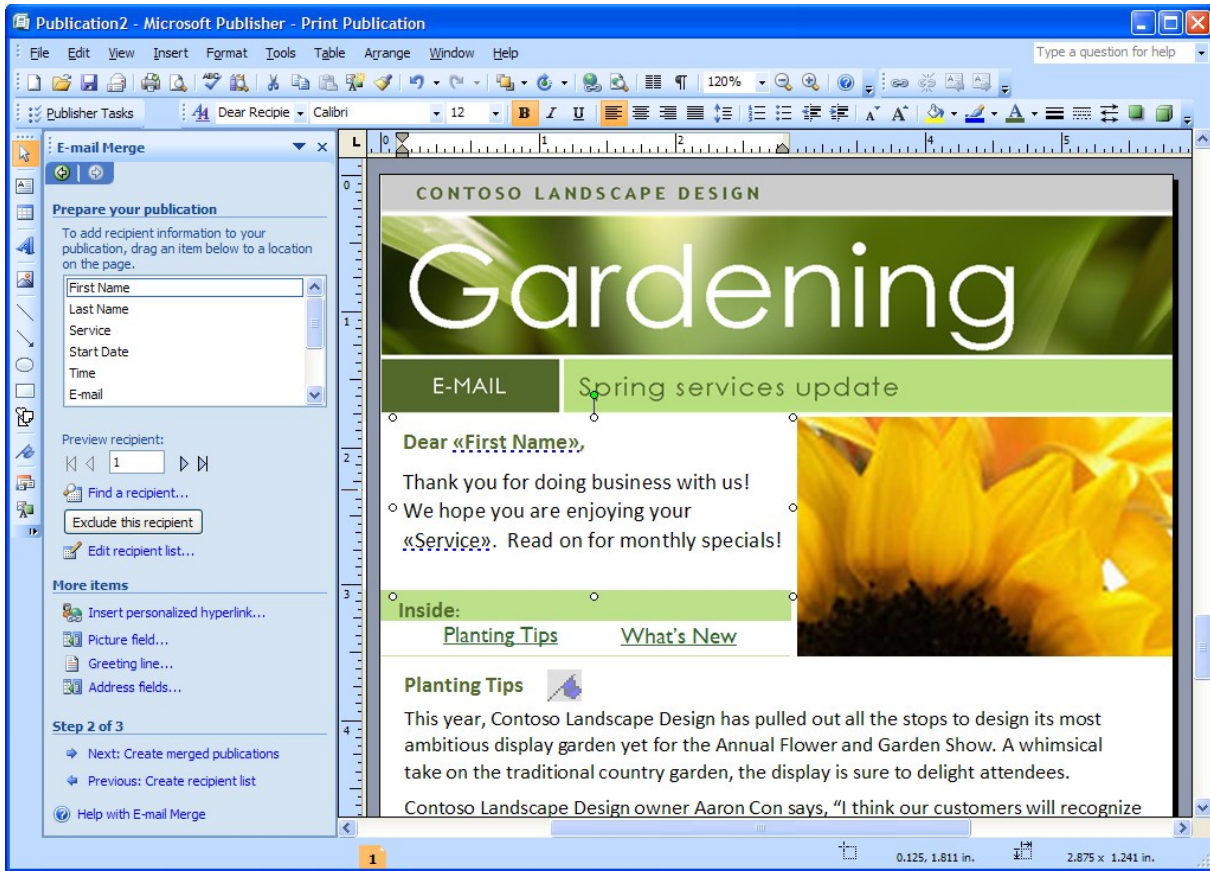 Publication2 - Microsoft Publisher - Print Publication
File Edit View Insert Format Tools Table Arrange Window Help
Type a question for help
120%
Publisher Tasks
Dear Recipie
Calibri
12
B I U
E-mail Merge
Prepare your publication
To add recipient information to your
publication, drag an item below to a location
on the page.
First Name
Last Name
Service
Start Date
Time
E-mail
Preview recipient:
1
Find a recipient...
Exclude this recipient
Edit recipient list...
More items
Insert personalized hyperlink...
Picture field...
Greeting line...
Address fields...
Step 2 of 3
Next: Create merged publications
Previous: Create recipient list
Help with E-mail Merge
L
0 1 2 4 5
0
1
2
3
4
CONTOSO LANDSCAPE DESIGN
Gardening
E-MAIL
Spring services update
Dear «First Name»,
Thank you for doing business with us!
We hope you are enjoying your
«Service». Read on for monthly specials!
Inside:
Planting Tips What's New
Planting Tips
This year, Contoso Landscape Design has pulled out all the stops to design its most
ambitious display garden yet for the Annual Flower and Garden Show. A whimsical
take on the traditional country garden, the display is sure to delight attendees.
Contoso Landscape Design owner Aaron Con says, “I think our customers will recognize
1
0.125, 1.811 in.
2.875 x 1.241 in.